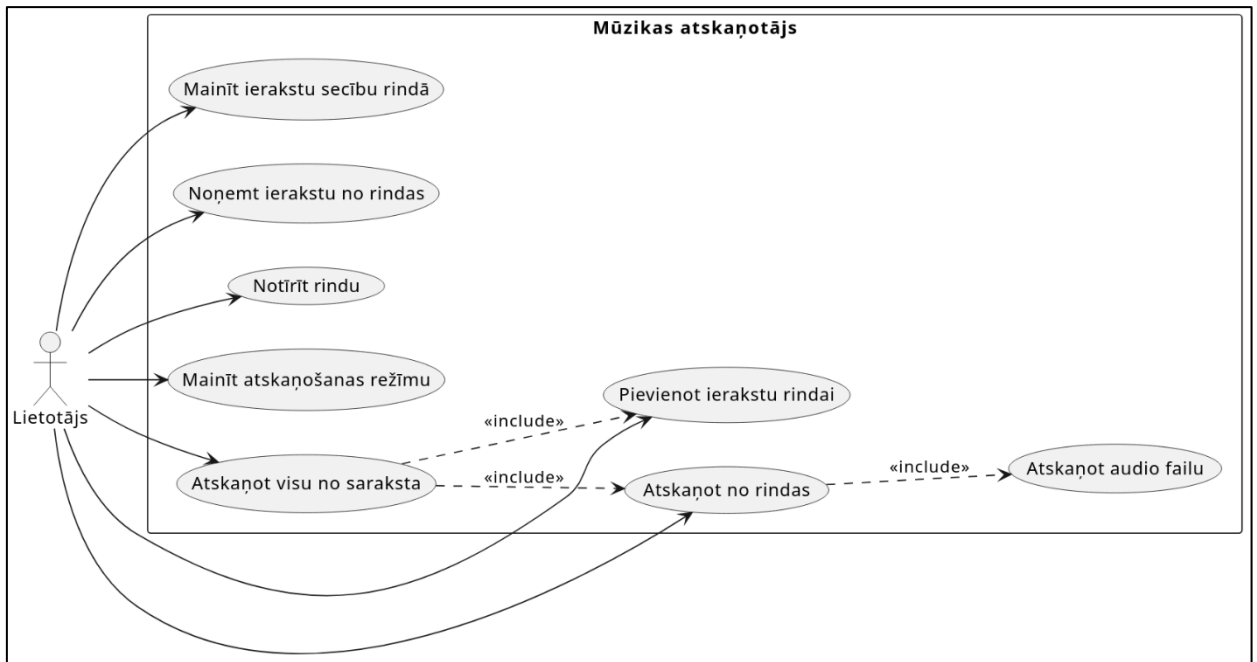 Mūzikas atskaņotājs
Mainīt ierakstu secību rindā
Noņemt ierakstu no rindas
Notīrīt rindu
Mainīt atskaņošanas režīmu
Lietotājs
Pievienot ierakstu rindai
«include»
Atskaņot visu no saraksta
«include»
Atskaņot no rindas
«include»
Atskaņot audio failu